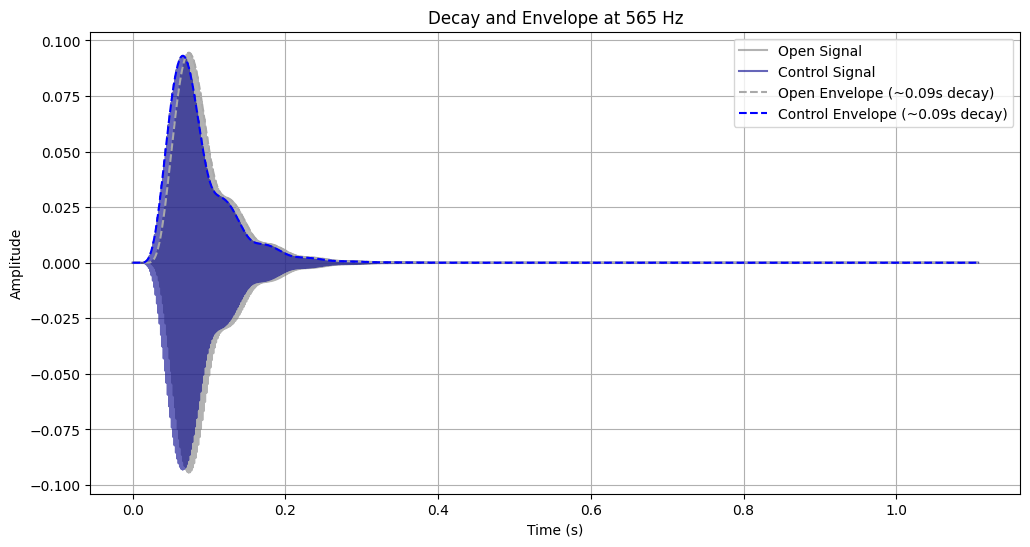 Decay and Envelope at 565 Hz
Open Signal
Control Signal
Open Envelope (~0.09s decay)
Control Envelope (~0.09s decay)
Amplitude
0.100
0.075
0.050
0.025
0.000
−0.025
−0.050
−0.075
−0.100
0.0 0.2 0.4 0.6 0.8 1.0
Time (s)